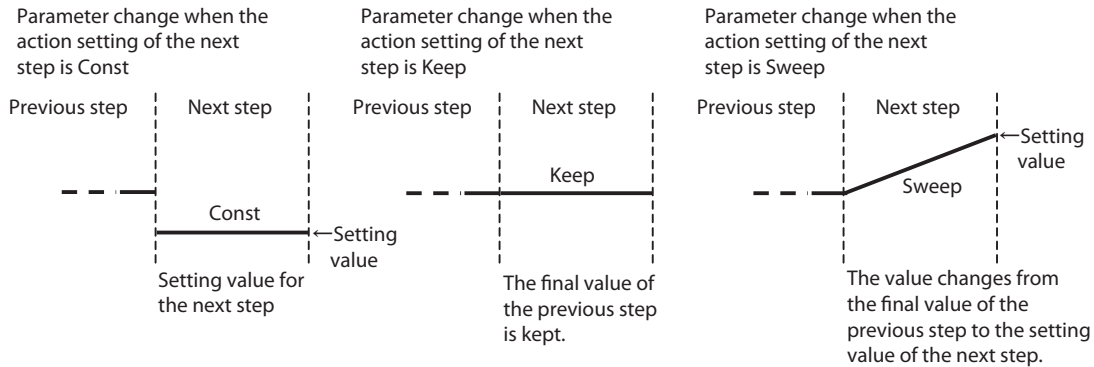 Parameter change when the
action setting of the next
step is Const
Previous step
Next step
Const
←Setting
value
Setting value for
the next step
Parameter change when the
action setting of the next
step is Keep
Previous step
Next step
Keep
The final value of
the previous step
is kept.
Parameter change when the
action setting of the next
step is Sweep
Previous step
Next step
←Setting
value
Sweep
The value changes from
the final value of the
previous step to the setting
value of the next step.